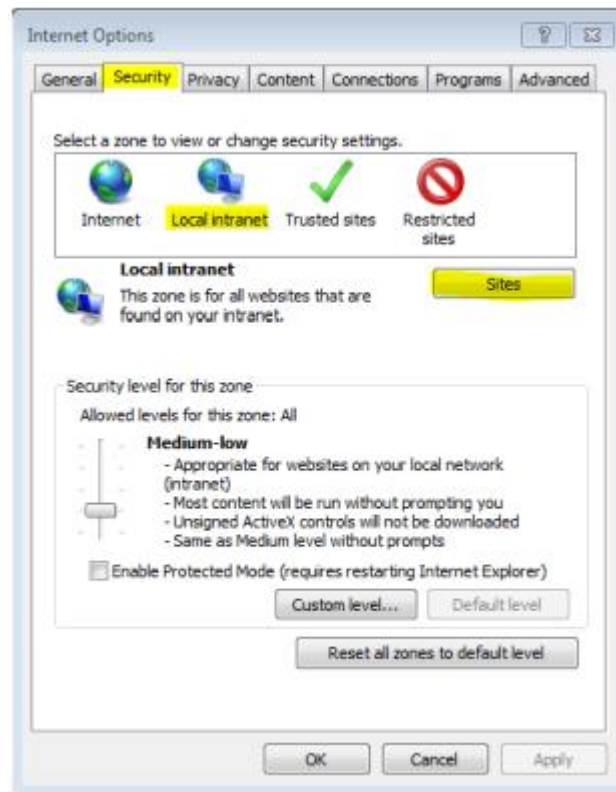 Internet Options
General Security Privacy Content Connections Programs Advanced
Select a zone to view or change security settings.
Internet Local intranet Trusted sites Restricted
sites
Local intranet
Sites
This zone is for all websites that are
found on your intranet.
Security level for this zone
Allowed levels for this zone: All
Medium-low
- Appropriate for websites on your local network
(intranet)
- Most content will be run without prompting you
- Unsigned ActiveX controls will not be downloaded
- Same as Medium level without prompts
Enable Protected Mode (requires restarting Internet Explorer)
Custom level... Default level
Reset all zones to default level
OK Cancel Apply